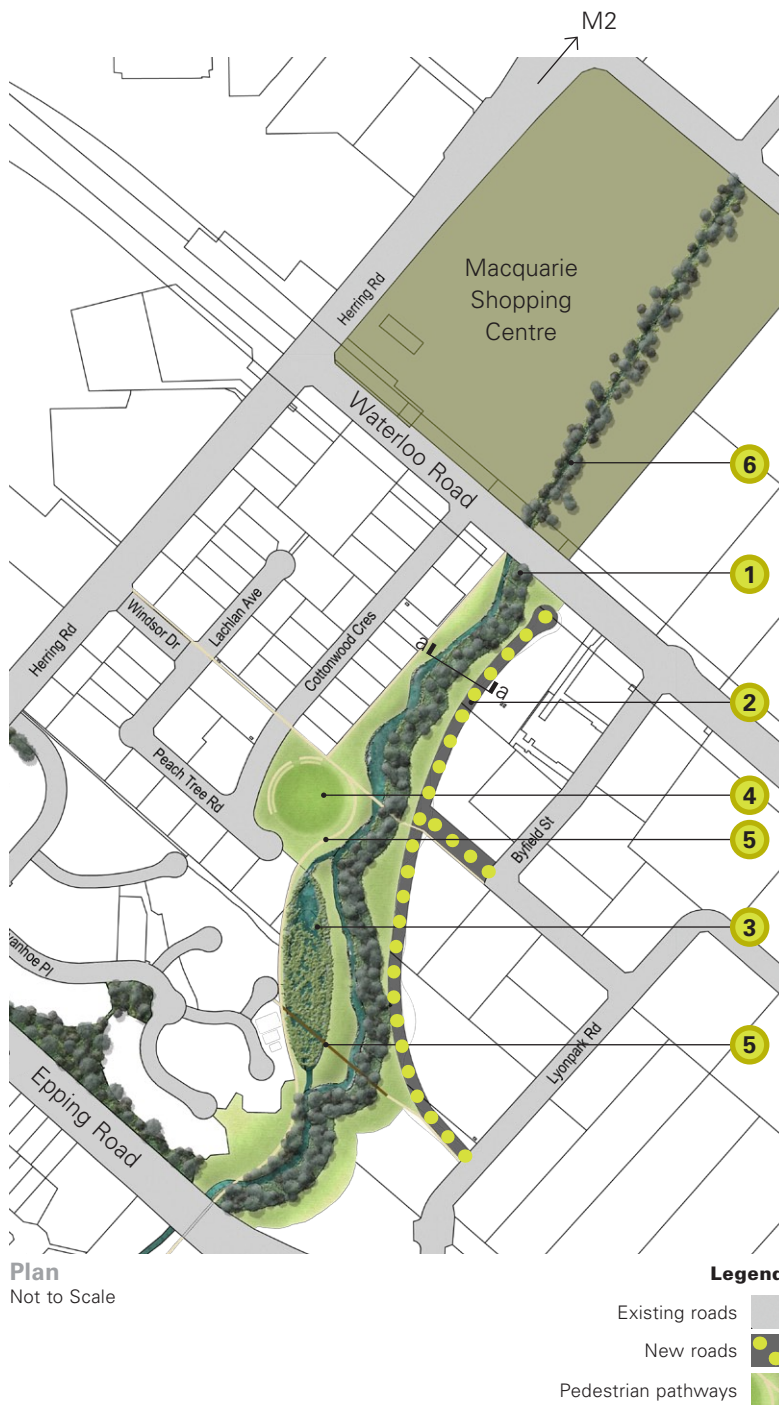 M2
Macquarie
Shopping
Centre
Herring Rd
Waterloo Road
6
1
Lachlan Ave
Windsor Dr
Cottonwood Cres
Herring Rd
a
a
2
Peach Tree Rd
4
5
Byfield St
3
5
Lyonpark Rd
Epping Road
Plan
Not to Scale
Legend
Existing roads
New roads
Pedestrian pathways